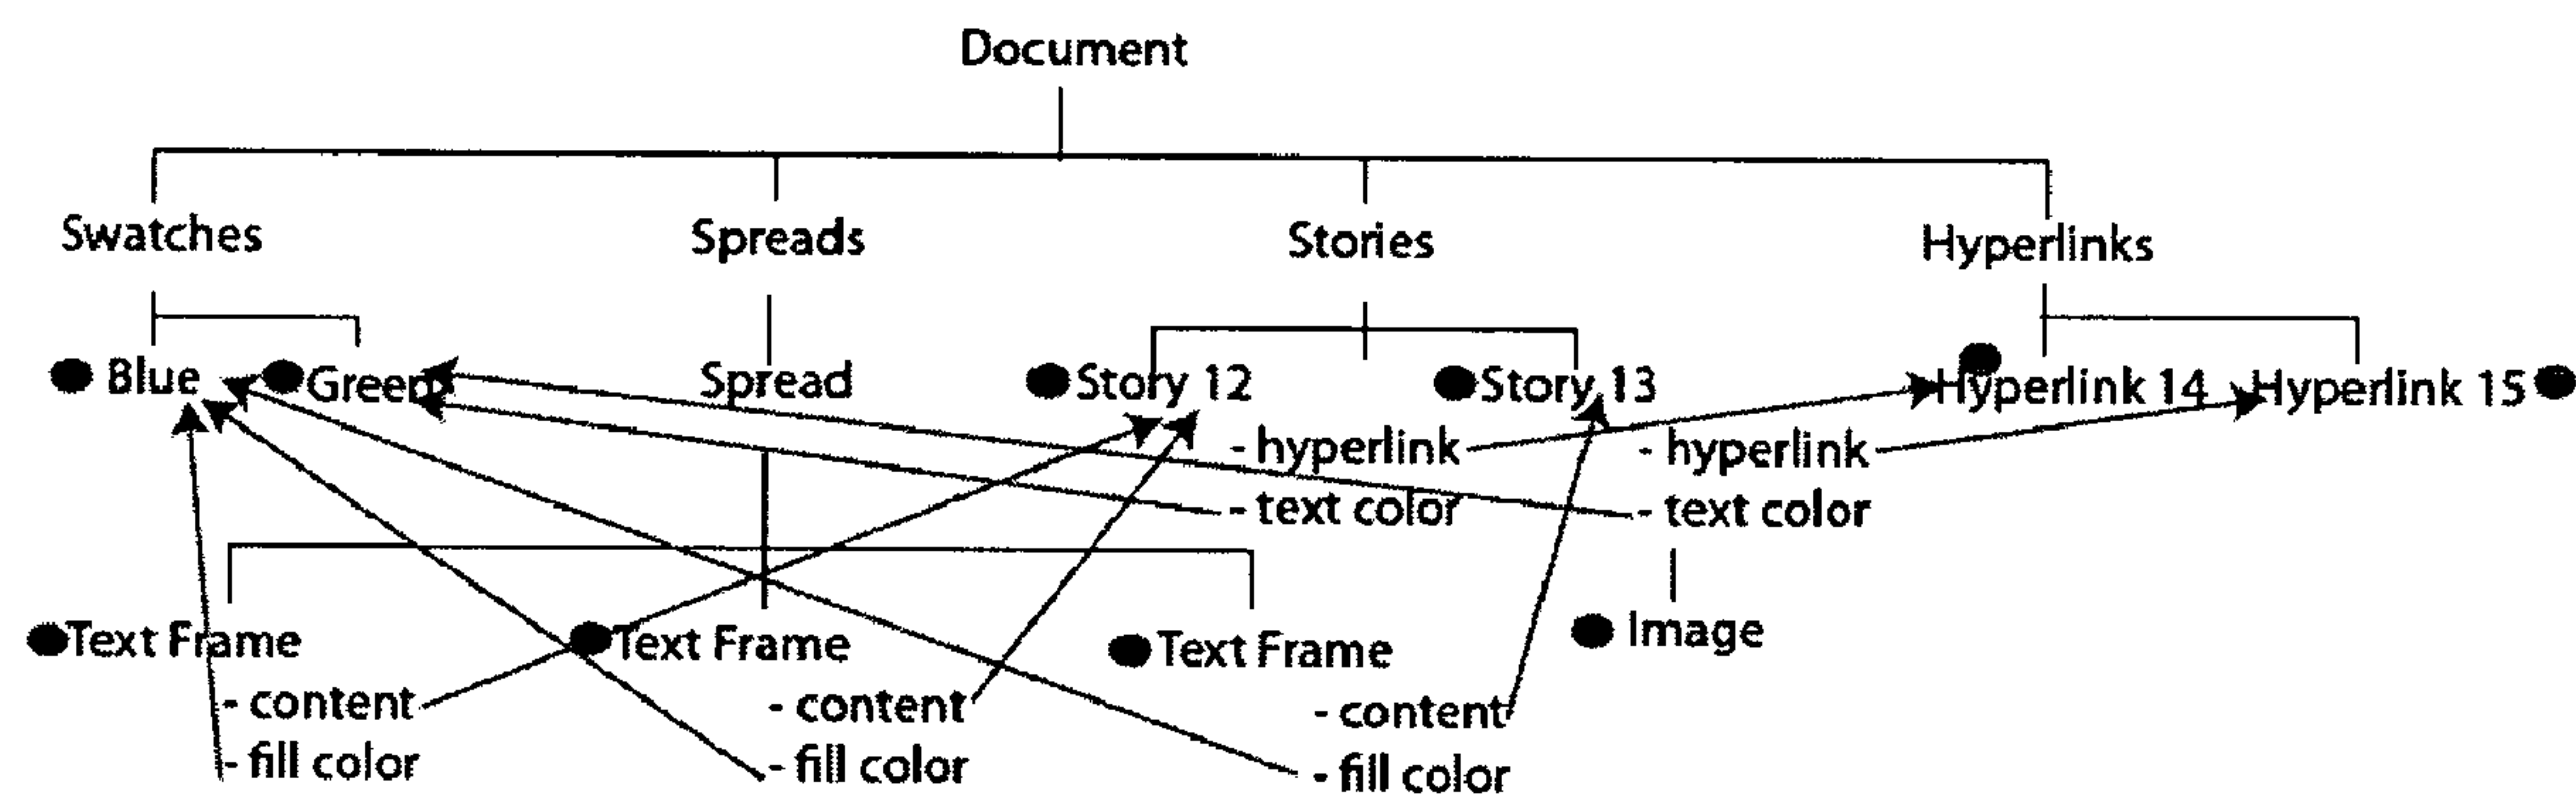 Document
Swatches Spreads Stories Hyperlinks
Blue Green Spread Story 12 Story 13 Hyperlink 14 Hyperlink 15
- hyperlink - hyperlink
- text color - text color
Text Frame Text Frame Text Frame Image
- content - content - content
- fill color - fill color - fill color